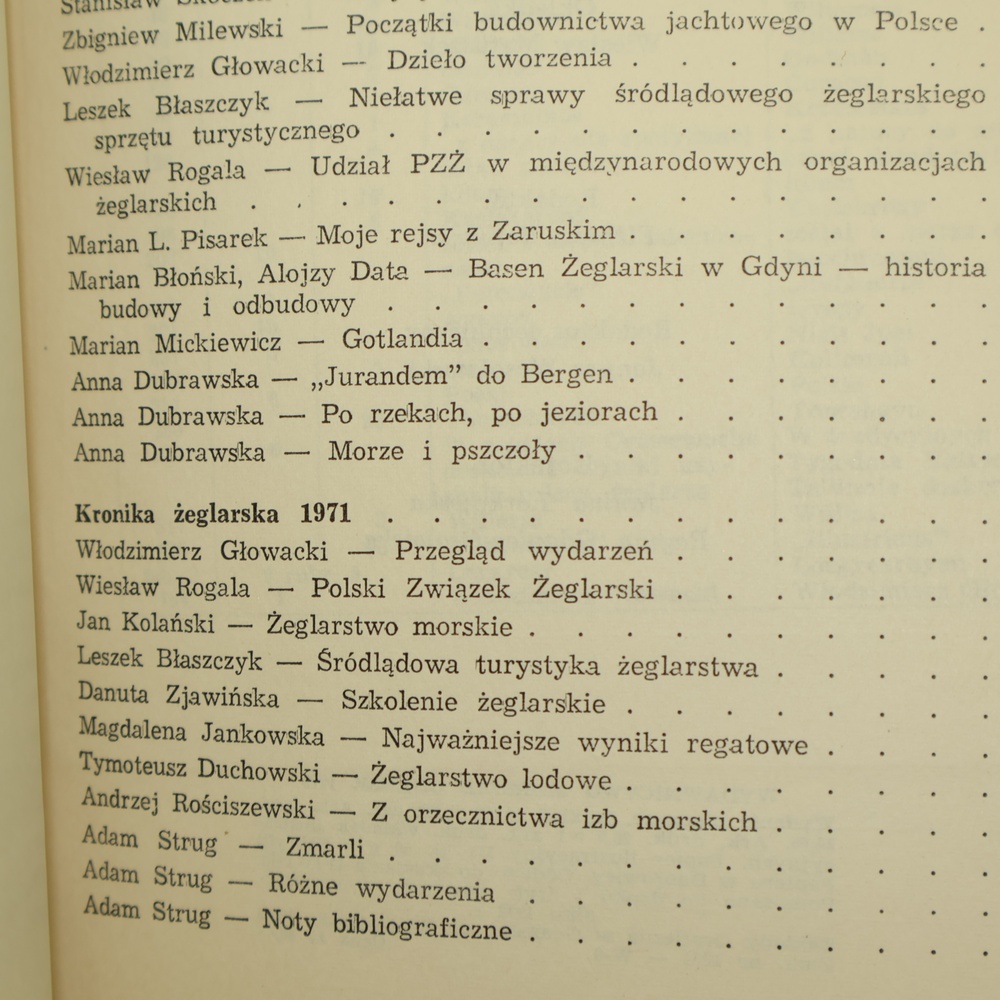 Stanisław
Zbigniew Milewski — Początki budownictwa jachtowego w Polsce .
Włodzimierz Głowacki — Dzieło tworzenia . . . . . . . .
Leszek Błaszczyk — Niełatwe sprawy śródlądowego żeglarskiego
sprzętu turystycznego . . . . . . . . . . . . .
Wiesław Rogala — Udział PZŻ w międzynarodowych organizacjach
żeglarskich . . . . . . . . . . . . . . . .
Marian L. Pisarek — Moje rejsy z Zaruskim . . . . . . . .
Marian Błoński, Alojzy Data — Basen Żeglarski w Gdyni — historia
budowy i odbudowy . . . . . . . . . . . . . .
Marian Mickiewicz — Gotlandia . . . . . . . . . . .
Anna Dubrawska — „Jurandem” do Bergen . . . . . . . .
Anna Dubrawska — Po rzekach, po jeziorach . . . . . . .
Anna Dubrawska — Morze i pszczoły . . . . . . . . .
Kronika żeglarska 1971 . . . . . . . . . . . . .
Włodzimierz Głowacki — Przegląd wydarzeń . . . . . . .
Wiesław Rogala — Polski Związek Żeglarski . . . . . . .
Jan Kolański — Żeglarstwo morskie . . . . . . . . . .
Leszek Błaszczyk — Śródlądowa turystyka żeglarstwa . . . . .
Danuta Zjawińska — Szkolenie żeglarskie . . . . . . . .
Magdalena Jankowska — Najważniejsze wyniki regatowe . . . .
Tymoteusz Duchowski — Żeglarstwo lodowe . . . . . . . .
Andrzej Rościszewski — Z orzecznictwa izb morskich . . . . .
Adam Strug — Zmarli . . . . . . . . . . . . .
Adam Strug — Różne wydarzenia . . . . . . . . . .
Adam Strug — Noty bibliograficzne . . . . . . . . . .